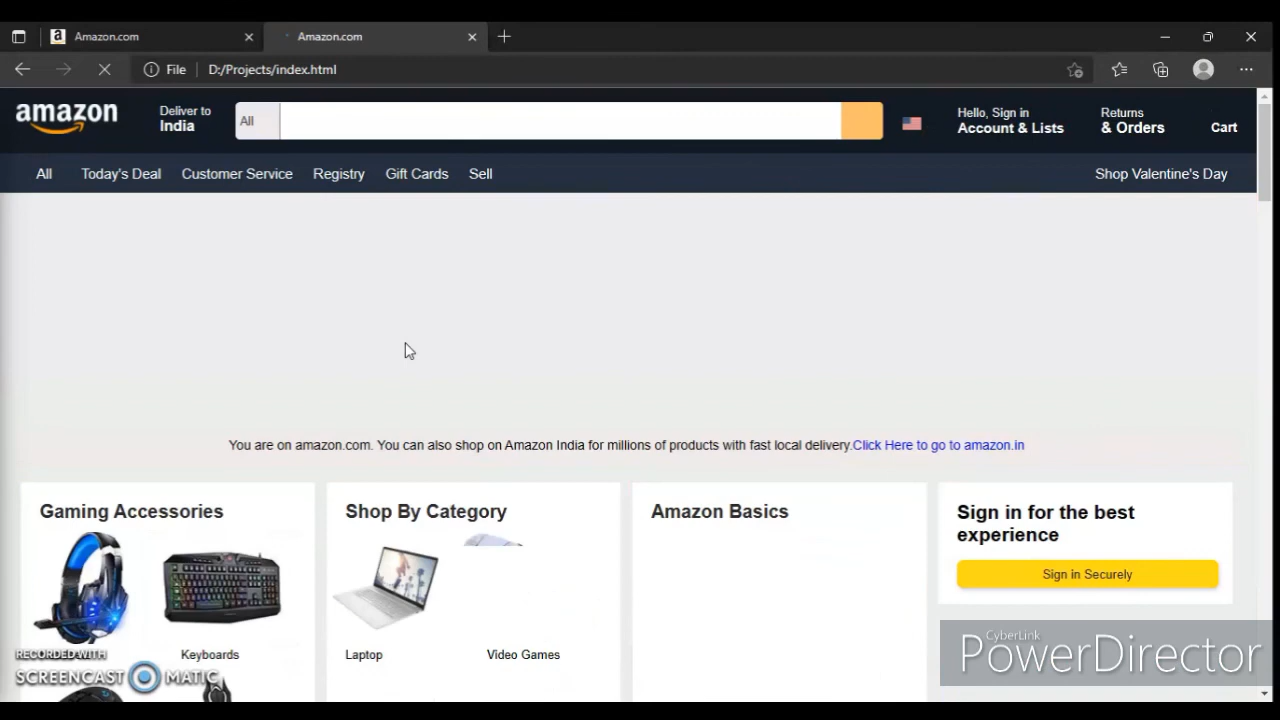 Amazon.com
Amazon.com
File
D:/Projects/index.html
amazon
Deliver to
India
All
Hello, Sign in
Account & Lists
Returns
& Orders
Cart
All
Today's Deal
Customer Service
Registry
Gift Cards
Sell
Shop Valentine's Day
You are on amazon.com. You can also shop on Amazon India for millions of products with fast local delivery.Click Here to go to amazon.in
Gaming Accessories
Shop By Category
Amazon Basics
Sign in for the best
experience
Sign in Securely
Keyboards
Laptop
Video Games
RECORDED WITH
SCREENCAST MATIC
CyberLink
PowerDirector